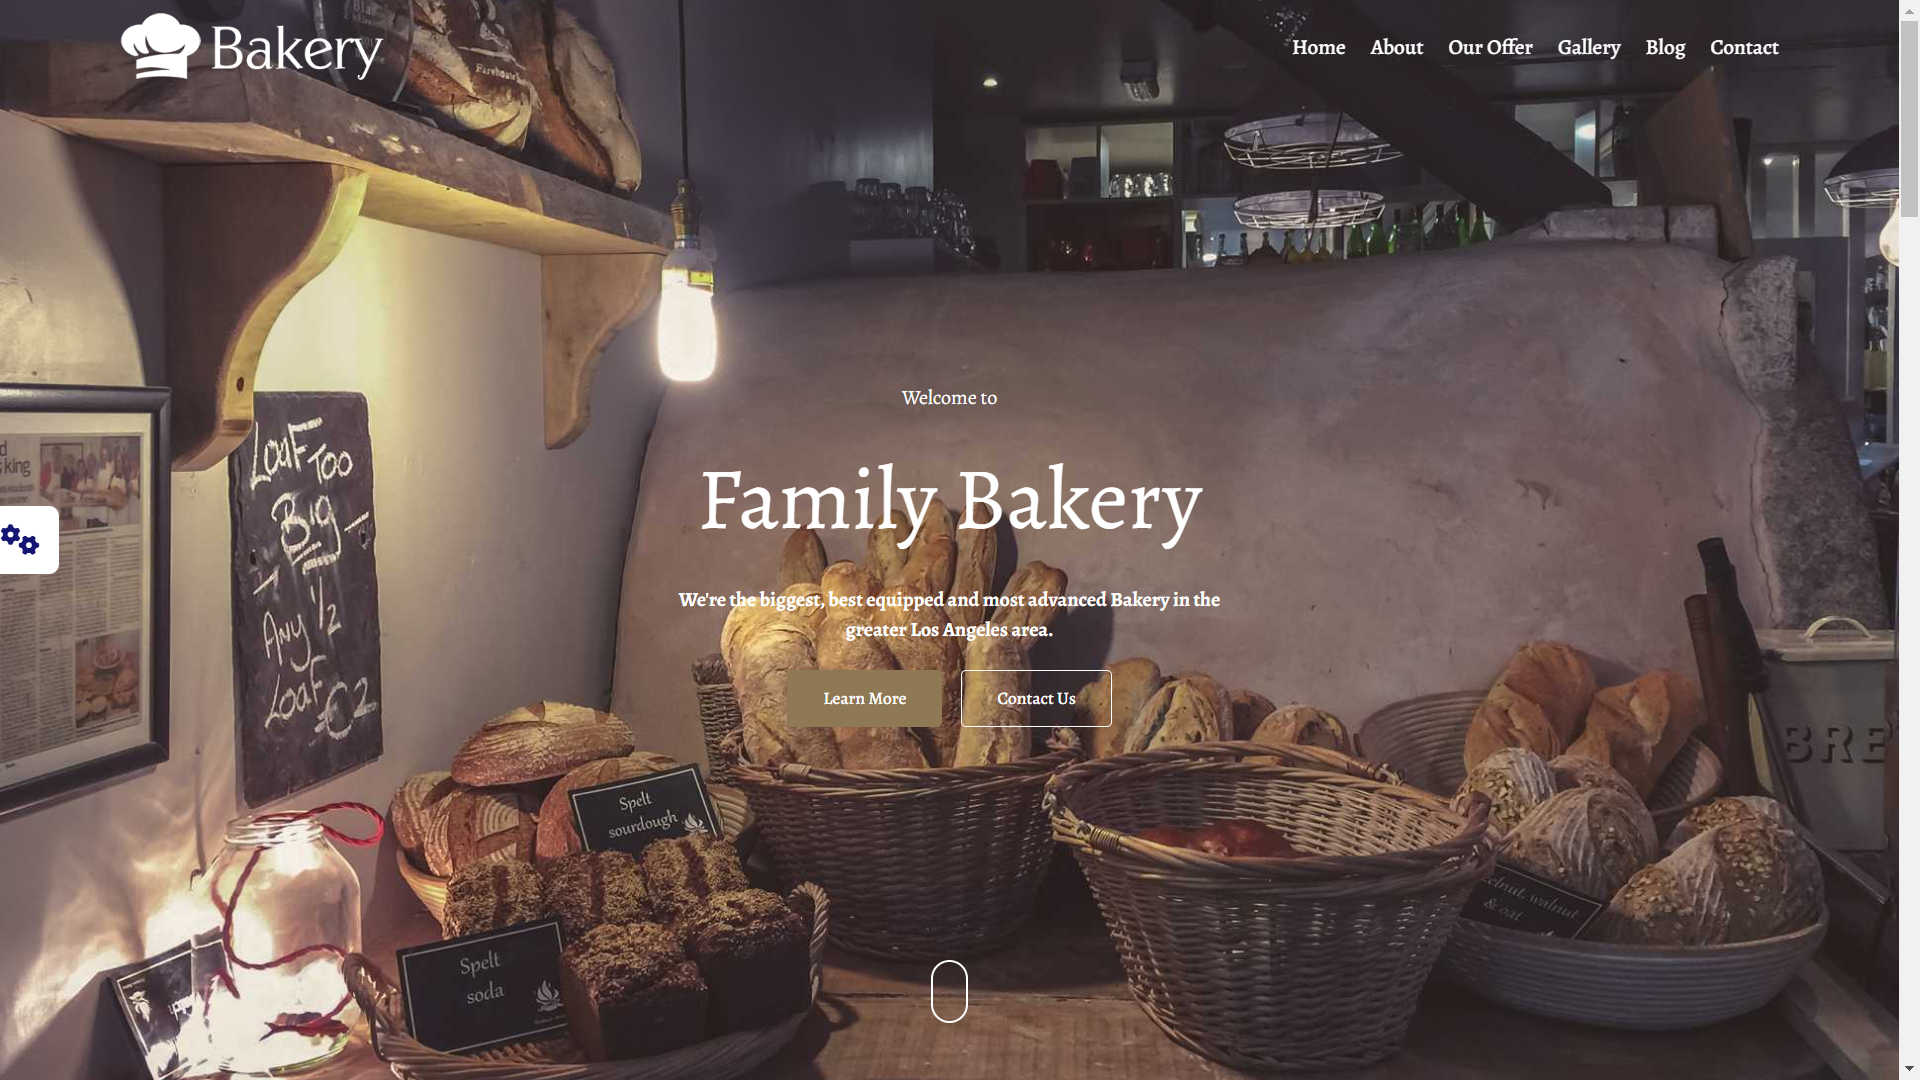 Bakery
Home
About
Our Offer
Gallery
Blog
Contact
Welcome to
Family Bakery
We're the biggest, best equipped and most advanced Bakery in the
greater Los Angeles area.
Learn More
Contact Us
Loaf Too
Big
Any 1/2
Loaf €2
Spelt
sourdough
Spelt
soda
walnut
& oat
BRE
king